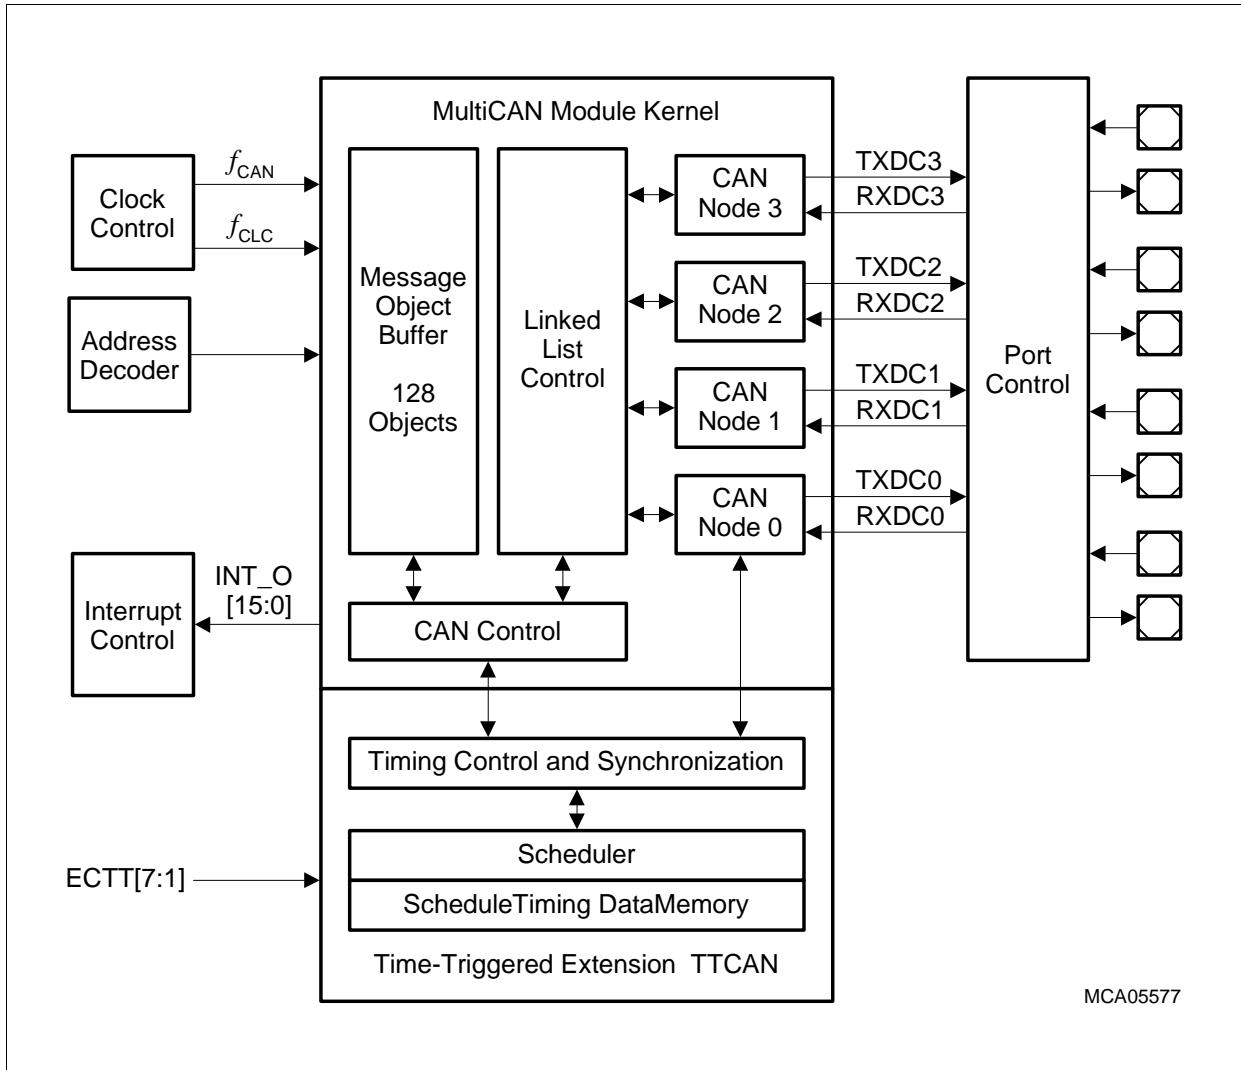 MultiCAN Module Kernel
Clock
Control
fCAN
fCLC
Address
Decoder
Message
Object
Buffer
128
Objects
Linked
List
Control
CAN
Node 3
CAN
Node 2
CAN
Node 1
CAN
Node 0
TXDC3
RXDC3
TXDC2
RXDC2
TXDC1
RXDC1
TXDC0
RXDC0
Port
Control
Interrupt
Control
INT_O
[15:0]
CAN Control
Timing Control and Synchronization
Scheduler
ScheduleTiming DataMemory
ECTT[7:1]
Time-Triggered Extension TTCAN
MCA05577